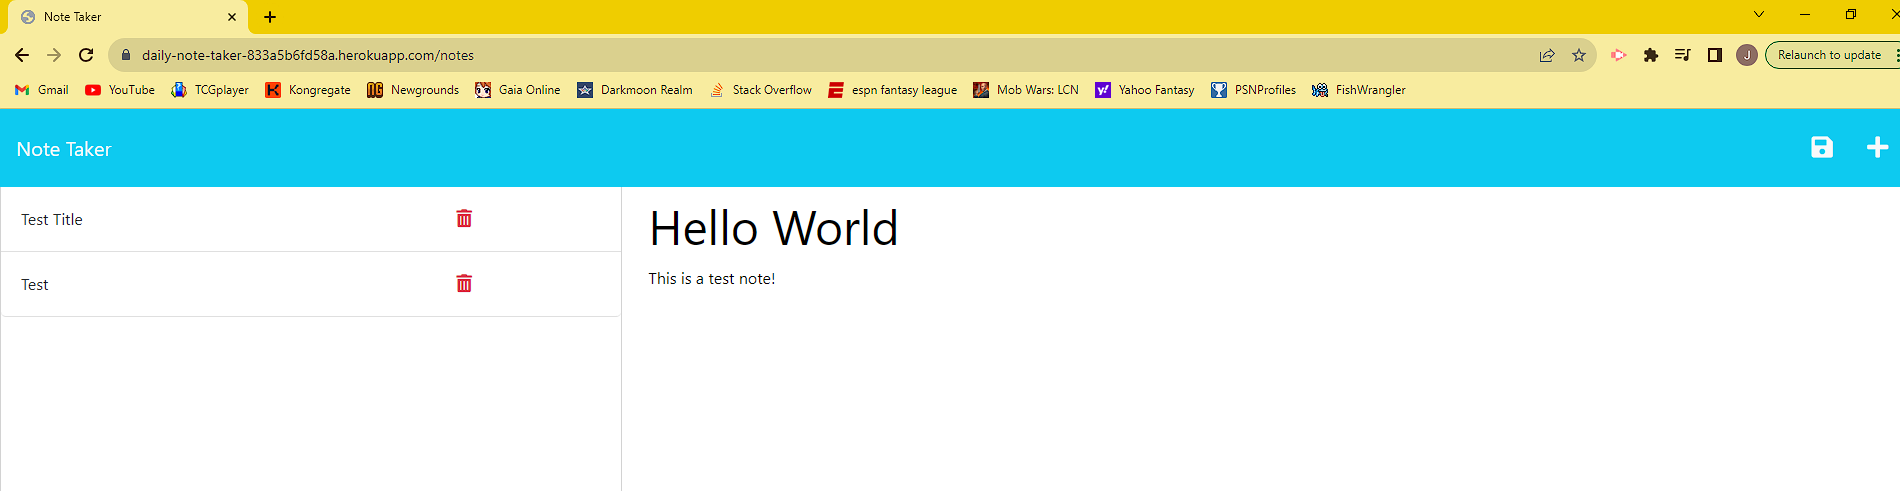 Note Taker
daily-note-taker-833a5b6fd58a.herokuapp.com/notes
J
Relaunch to update
Gmail YouTube TCGplayer Kongregate Newgrounds Gaia Online Darkmoon Realm Stack Overflow espn fantasy league Mob Wars: LCN Yahoo Fantasy PSNProfiles FishWrangler
Note Taker
Test Title
Test
Hello World
This is a test note!